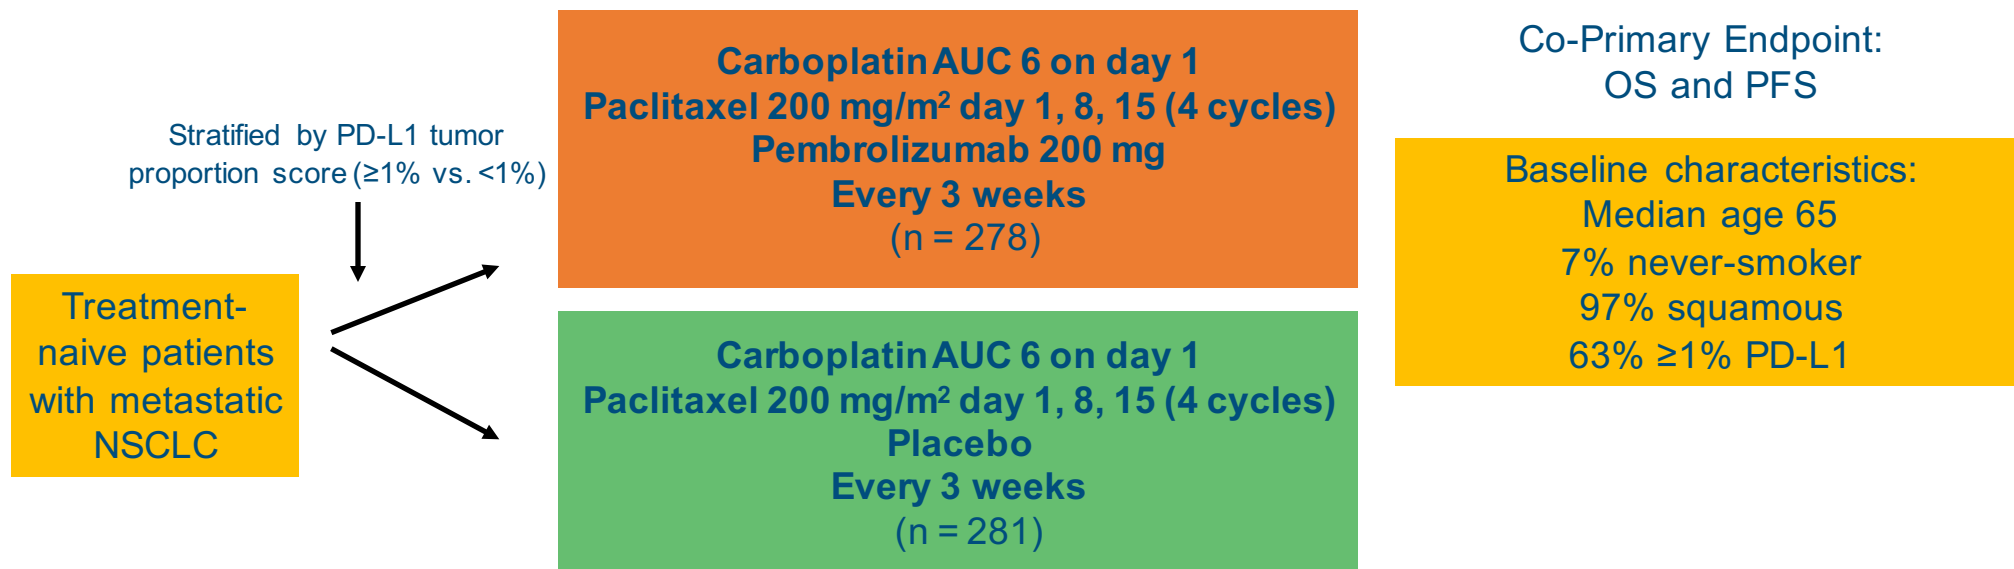 Stratified by PD-L1 tumor
proportion score (≥1% vs. <1%)
Treatment-
naive patients
with metastatic
NSCLC
Carboplatin AUC 6 on day 1
Paclitaxel 200 mg/m² day 1, 8, 15 (4 cycles)
Pembrolizumab 200 mg
Every 3 weeks
(n = 278)
Carboplatin AUC 6 on day 1
Paclitaxel 200 mg/m² day 1, 8, 15 (4 cycles)
Placebo
Every 3 weeks
(n = 281)
Co-Primary Endpoint:
OS and PFS
Baseline characteristics:
Median age 65
7% never-smoker
97% squamous
63% ≥1% PD-L1